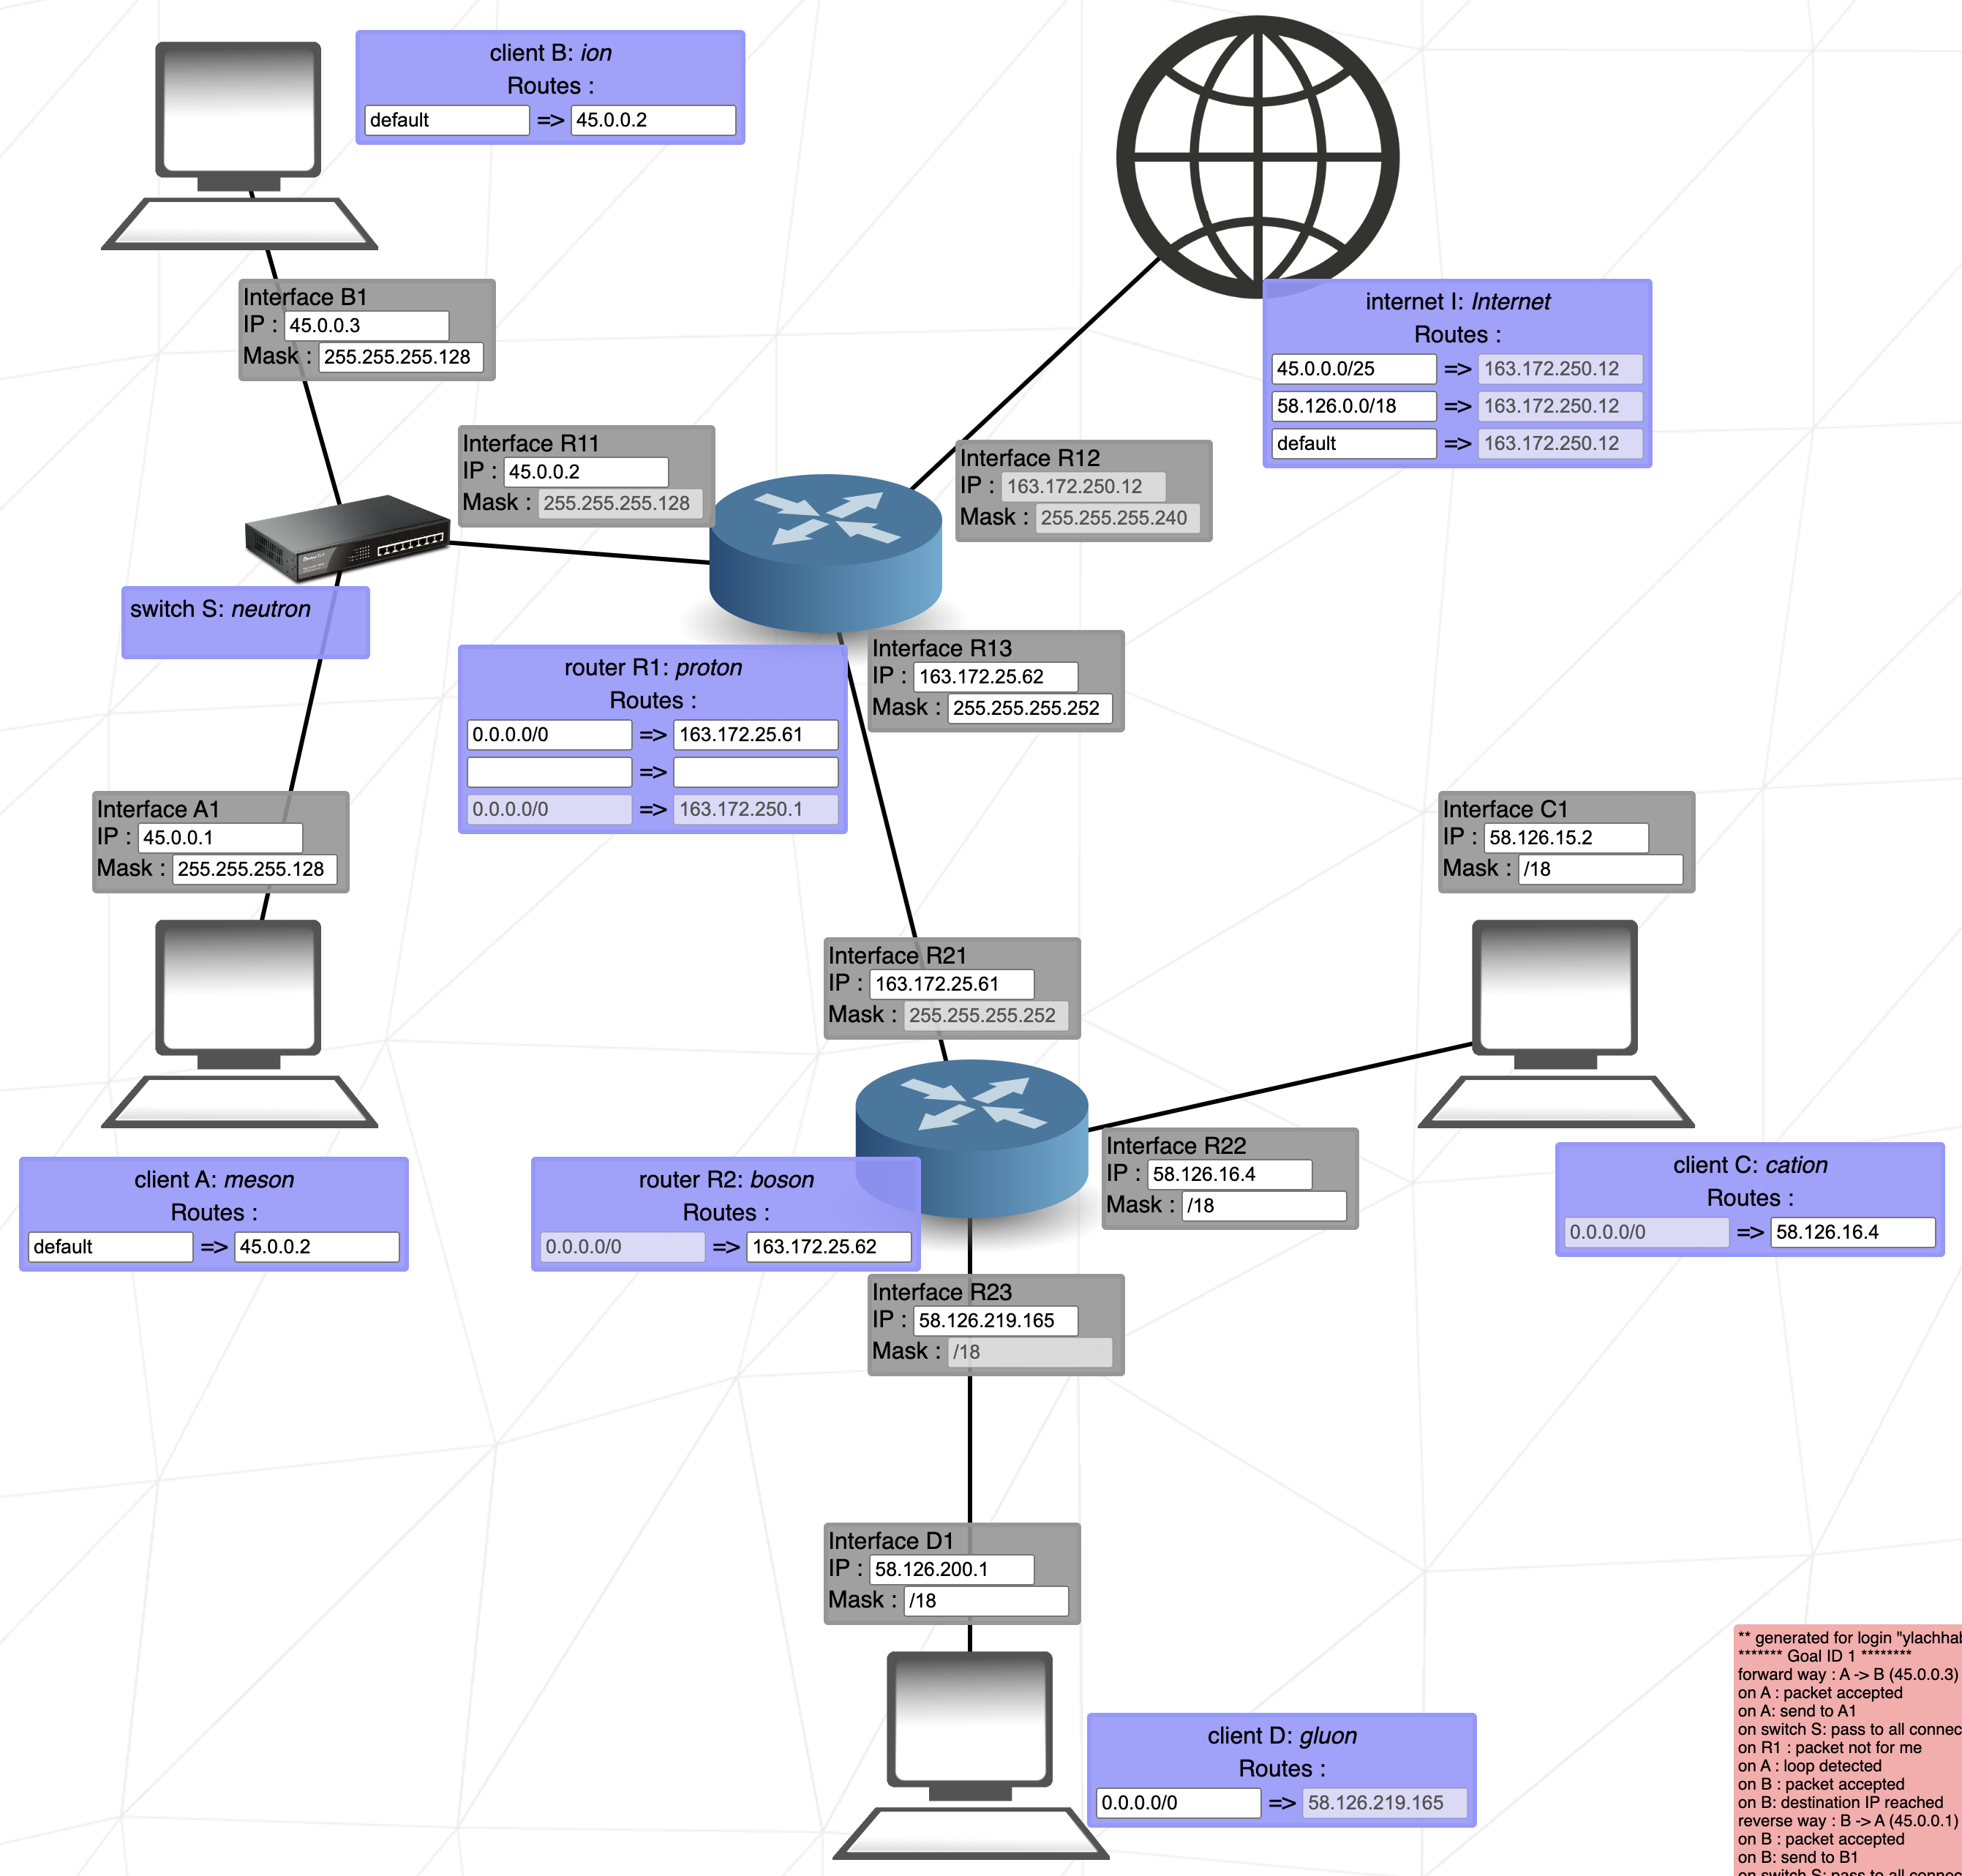 client B: ion
Routes :
default => 45.0.0.2
Interface B1
IP : 45.0.0.3
Mask : 255.255.255.128
internet I: Internet
Routes :
45.0.0.0/25 => 163.172.250.12
58.126.0.0/18 => 163.172.250.12
default => 163.172.250.12
Interface R11
IP : 45.0.0.2
Mask : 255.255.255.128
Interface R12
IP : 163.172.250.12
Mask : 255.255.255.240
switch S: neutron
router R1: proton
Routes :
0.0.0.0/0 => 163.172.25.61
=>
0.0.0.0/0 => 163.172.250.1
Interface R13
IP : 163.172.25.62
Mask : 255.255.255.252
Interface A1
IP : 45.0.0.1
Mask : 255.255.255.128
Interface C1
IP : 58.126.15.2
Mask : /18
Interface R21
IP : 163.172.25.61
Mask : 255.255.255.252
client A: meson
Routes :
default => 45.0.0.2
router R2: boson
Routes :
0.0.0.0/0 => 163.172.25.62
Interface R22
IP : 58.126.16.4
Mask : /18
client C: cation
Routes :
0.0.0.0/0 => 58.126.16.4
Interface R23
IP : 58.126.219.165
Mask : /18
Interface D1
IP : 58.126.200.1
Mask : /18
client D: gluon
Routes :
0.0.0.0/0 => 58.126.219.165
** generated for login "ylachhab
******* Goal ID 1 ********
forward way : A -> B (45.0.0.3)
on A : packet accepted
on A: send to A1
on switch S: pass to all connec
on R1 : packet not for me
on A : loop detected
on B : packet accepted
on B: destination IP reached
reverse way : B -> A (45.0.0.1)
on B : packet accepted
on B: send to B1
on switch S: pass to all connec